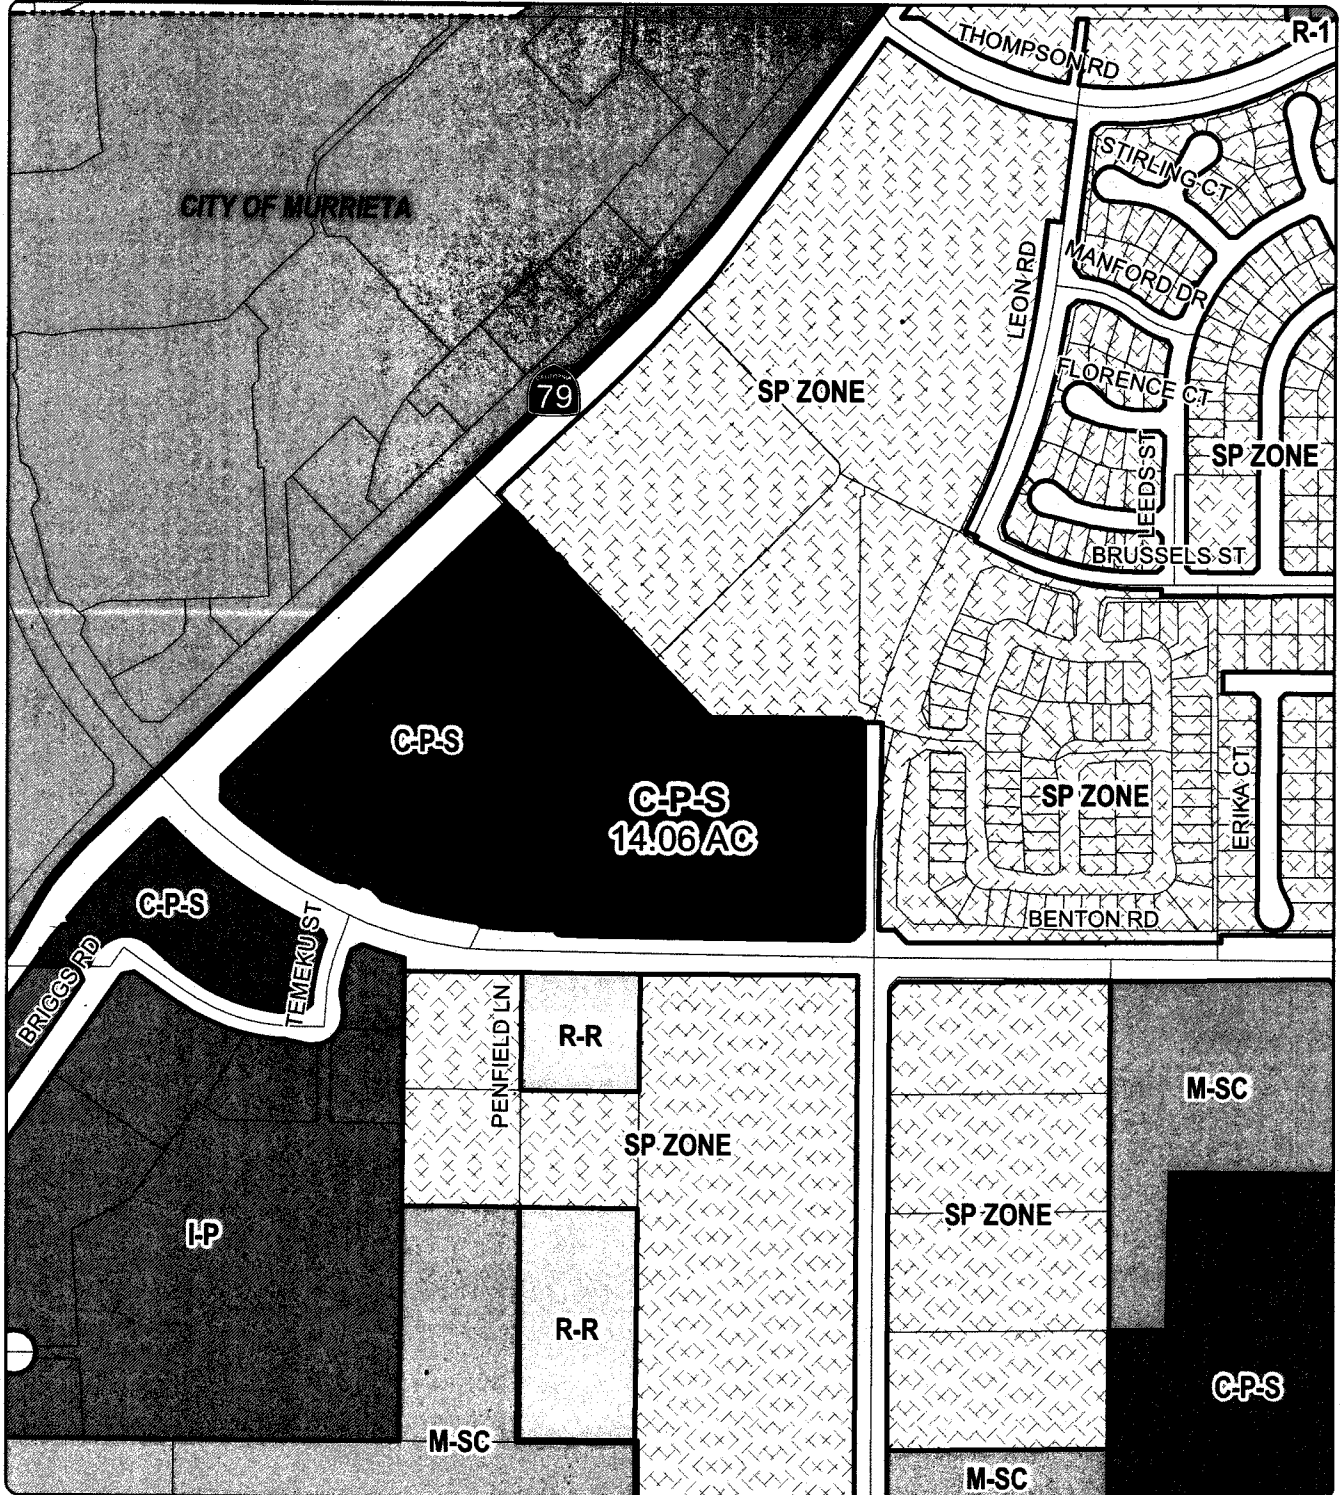 R-1
THOMPSON RD
STIRLING CT
CITY OF MURRIETA
MANFORD DR
LEON RD
FLORENCE CT
79
SP ZONE
SP ZONE
LEEDS ST
BRUSSELS ST
C-P-S
C-P-S
14.06 AC
SP ZONE
ERIKA CT
C-P-S
TEMEKU ST
BENTON RD
BRIGGS RD
PENFIELD LN
R-R
M-SC
SP ZONE
SP ZONE
I-P
R-R
C-P-S
M-SC
M-SC